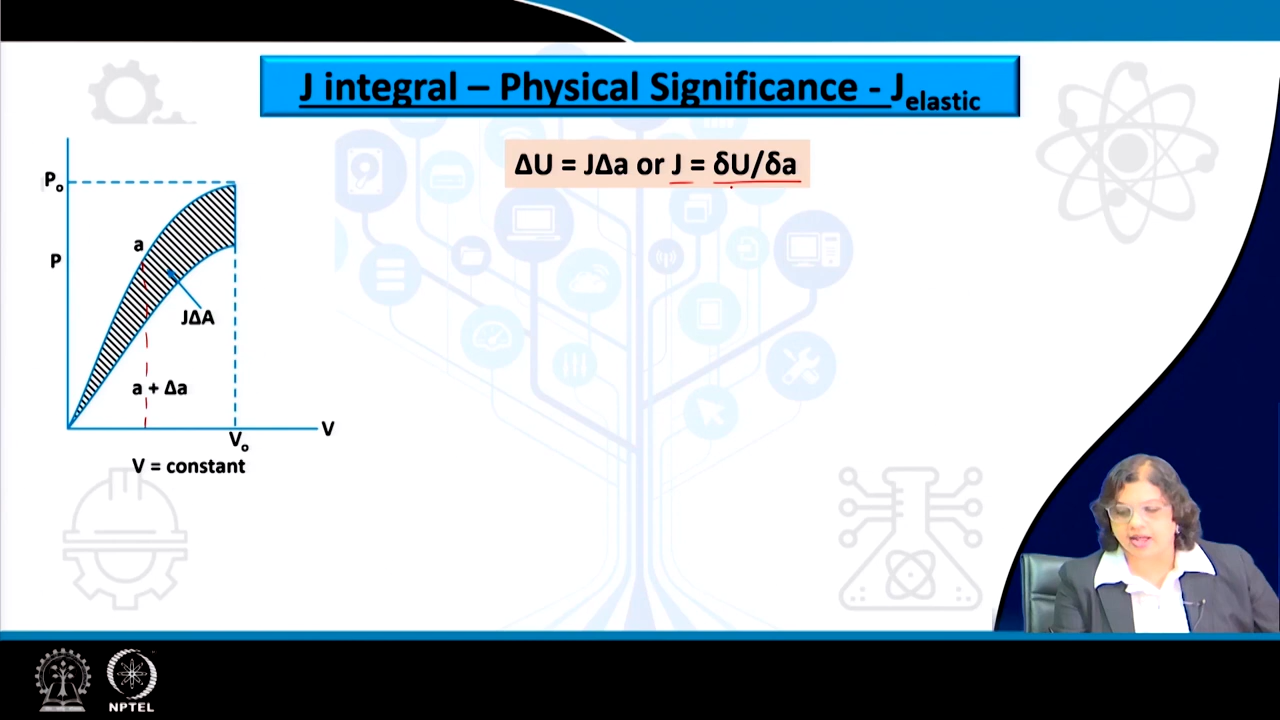 J integral – Physical Significance - Jelastic
ΔU = JΔa or J = δU/δa
Po
a
P
JΔA
a + Δa
V
Vo
V = constant
NPTEL